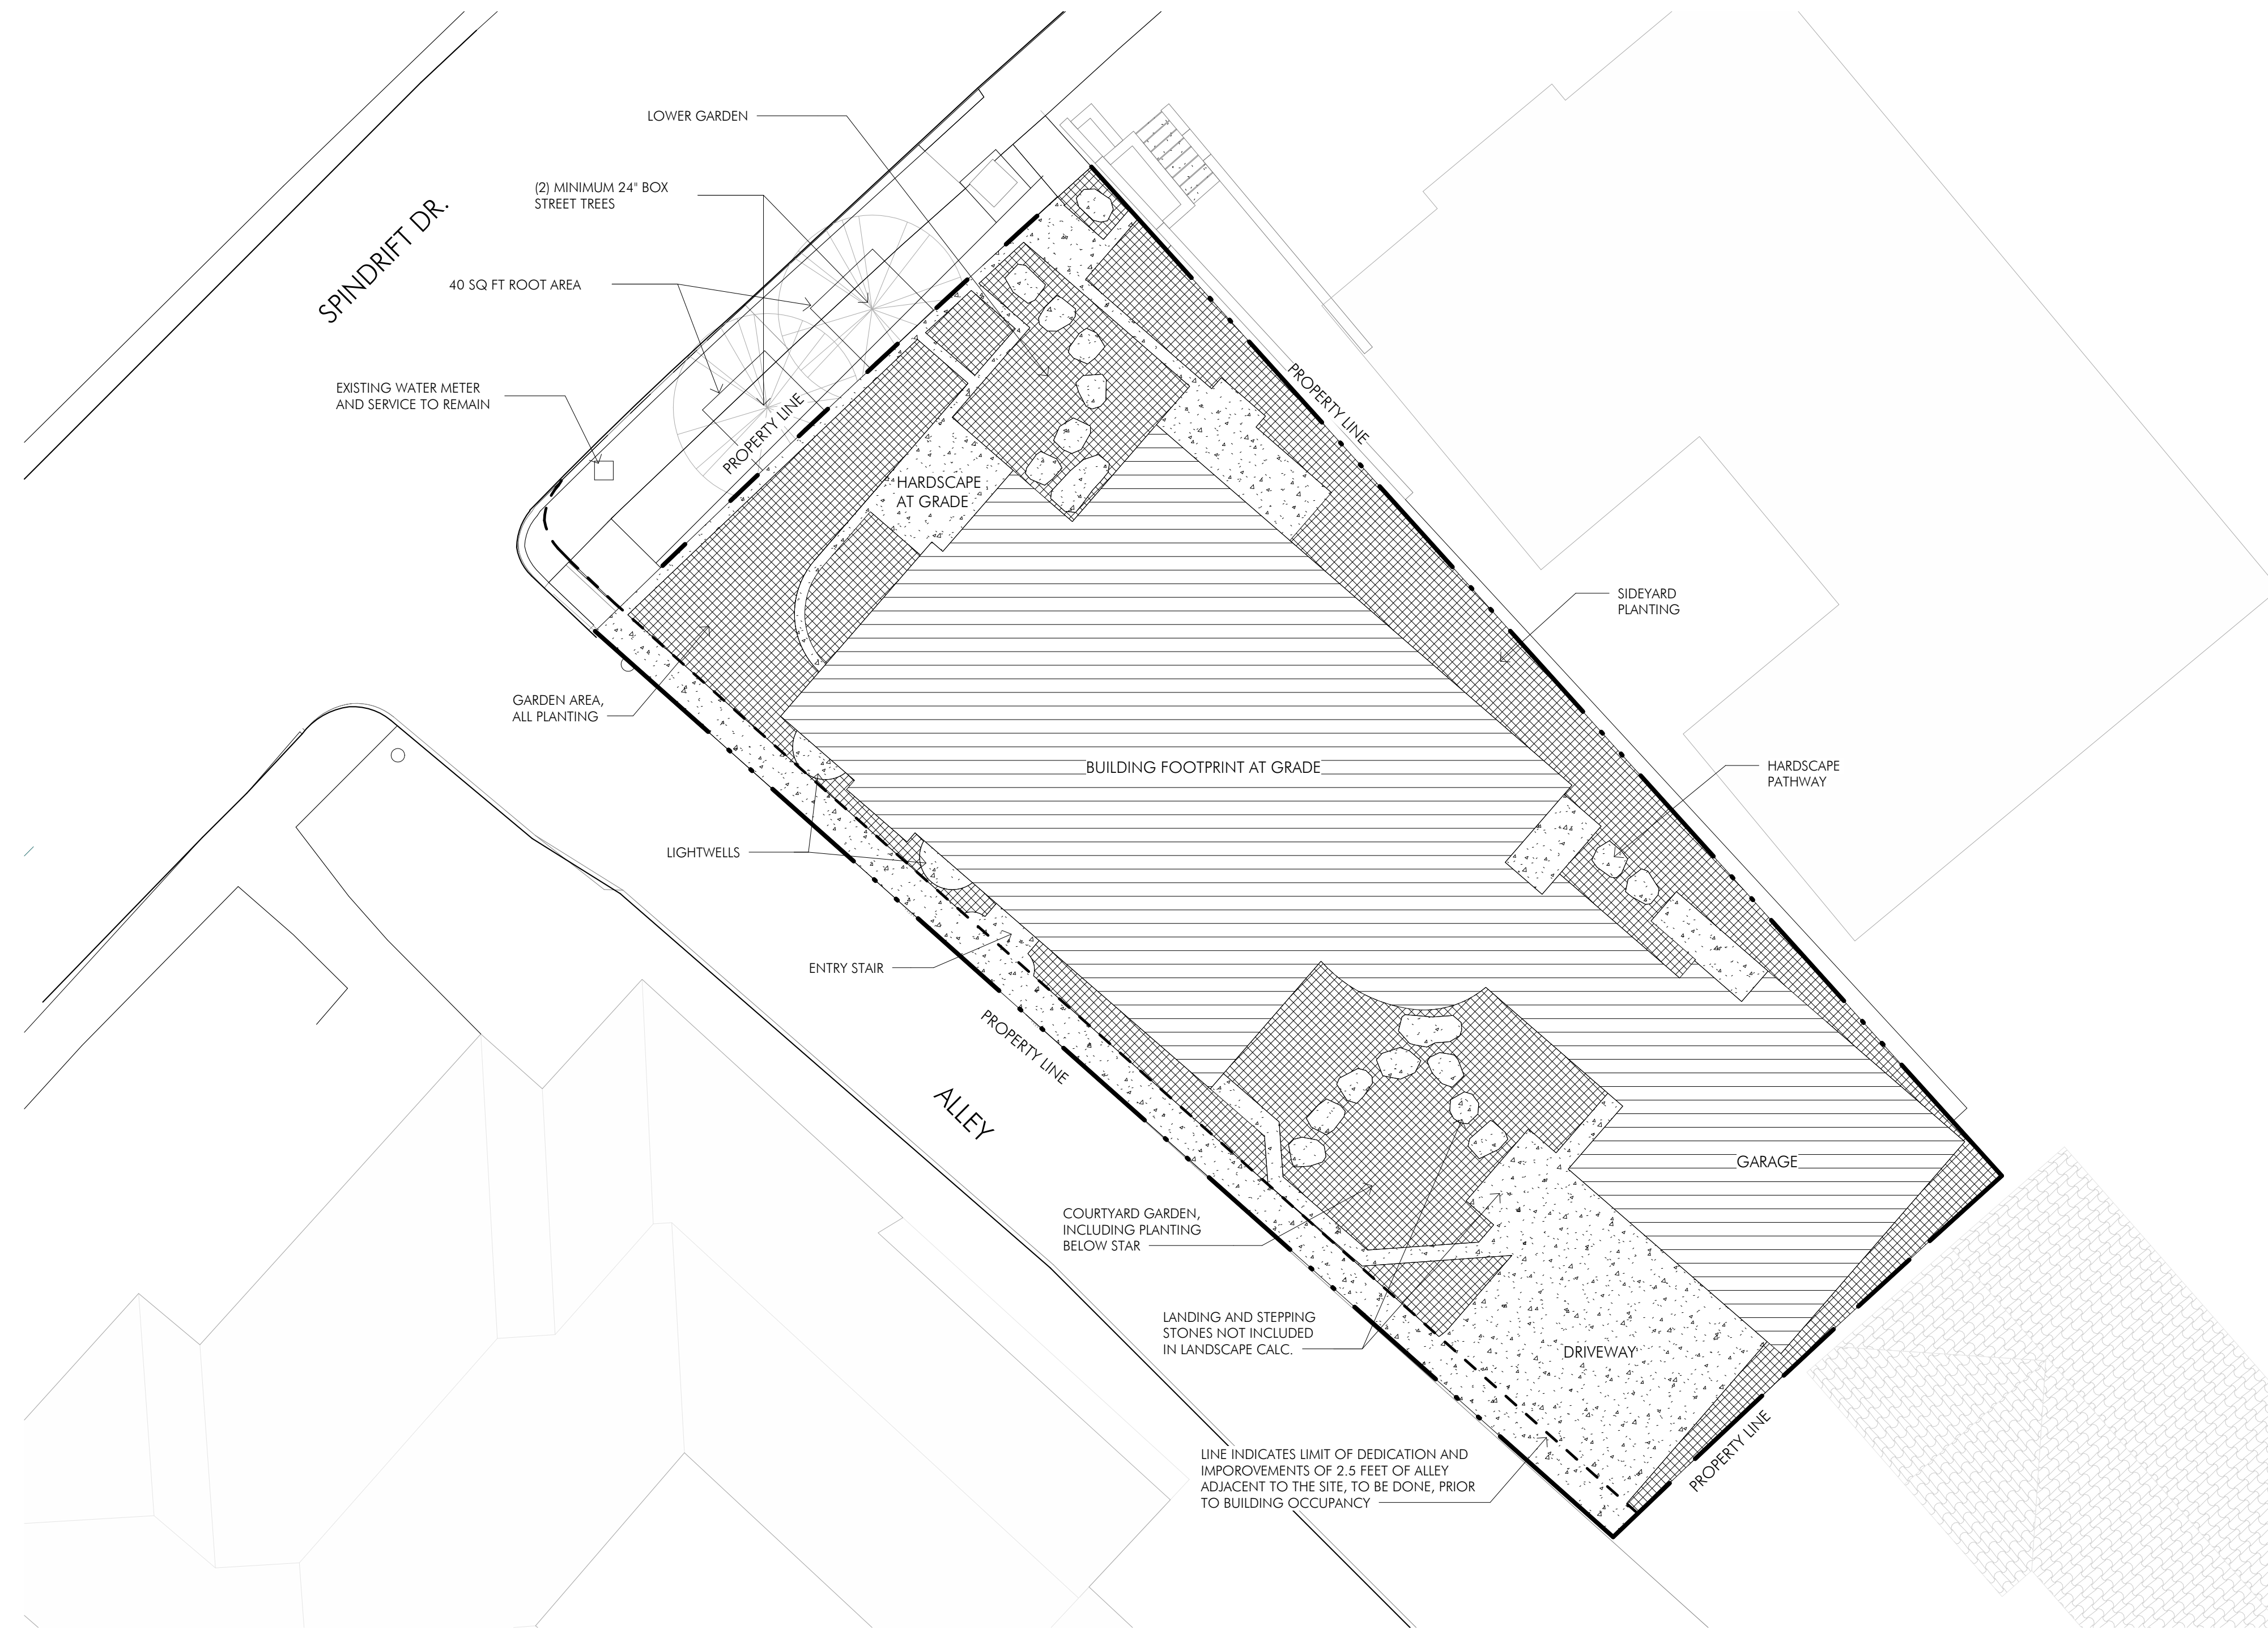 LOWER GARDEN
(2) MINIMUM 24" BOX
STREET TREES
SPINDRIFT DR.
40 SQ FT ROOT AREA
EXISTING WATER METER
AND SERVICE TO REMAIN
PROPERTY LINE
PROPERTY LINE
HARDSCAPE
AT GRADE
SIDEYARD
PLANTING
GARDEN AREA,
ALL PLANTING
BUILDING FOOTPRINT AT GRADE
HARDSCAPE
PATHWAY
LIGHTWELLS
ENTRY STAIR
PROPERTY LINE
ALLEY
GARAGE
COURTYARD GARDEN,
INCLUDING PLANTING
BELOW STAR
LANDING AND STEPPING
STONES NOT INCLUDED
IN LANDSCAPE CALC.
DRIVEWAY
PROPERTY LINE
LINE INDICATES LIMIT OF DEDICATION AND
IMPOROVEMENTS OF 2.5 FEET OF ALLEY
ADJACENT TO THE SITE, TO BE DONE, PRIOR
TO BUILDING OCCUPANCY